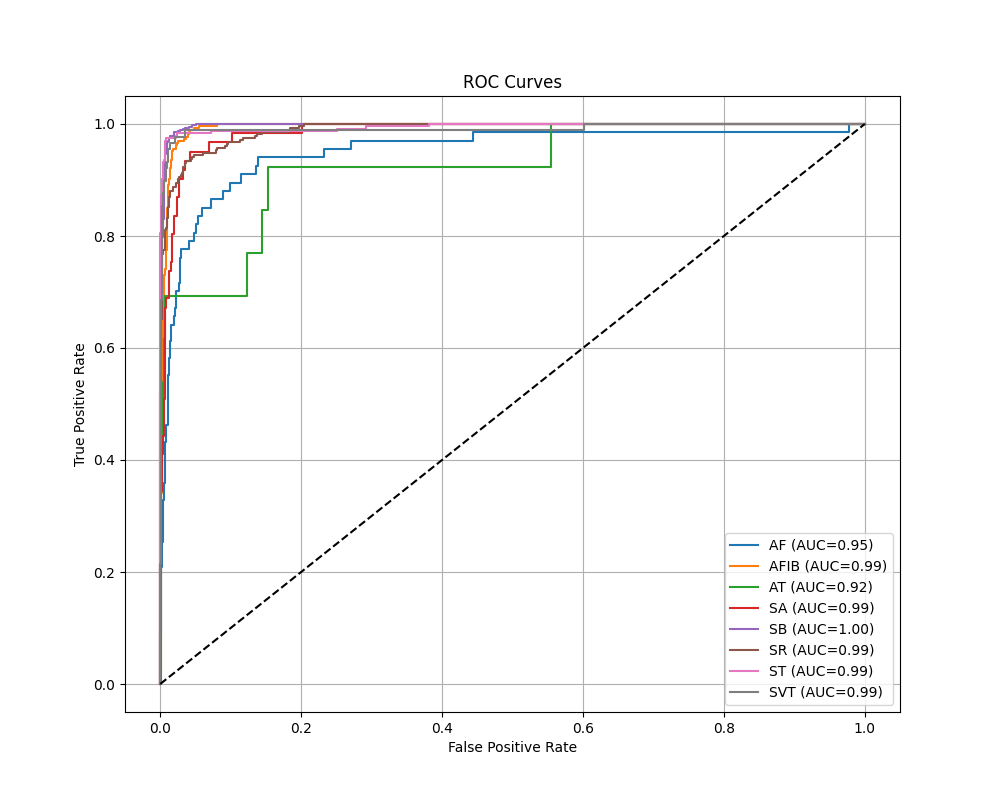 ROC Curves
True Positive Rate
1.0
0.8
0.6
0.4
0.2
0.0
0.0 0.2 0.4 0.6 0.8 1.0
False Positive Rate
AF (AUC=0.95)
AFIB (AUC=0.99)
AT (AUC=0.92)
SA (AUC=0.99)
SB (AUC=1.00)
SR (AUC=0.99)
ST (AUC=0.99)
SVT (AUC=0.99)